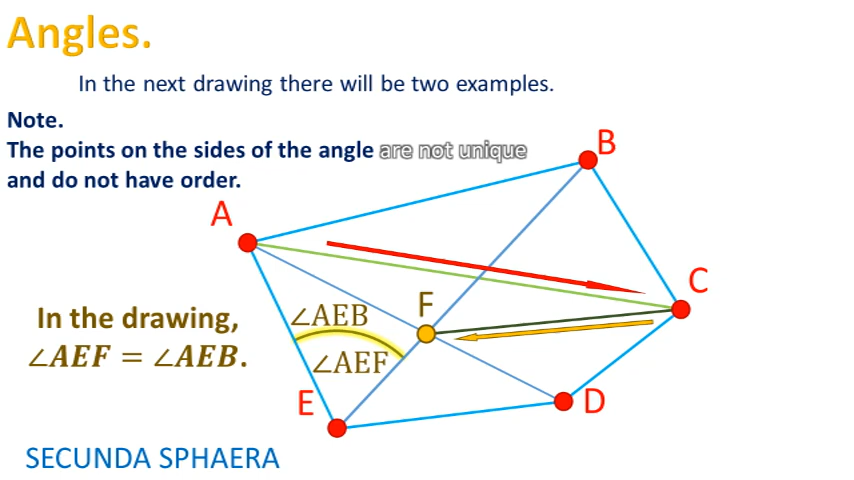 Angles.
In the next drawing there will be two examples.
Note.
The points on the sides of the angle are not unique
and do not have order.
B
A
C
In the drawing,
∠AEF = ∠AEB.
∠AEB
F
∠AEF
E
D
SECUNDA SPHAERA